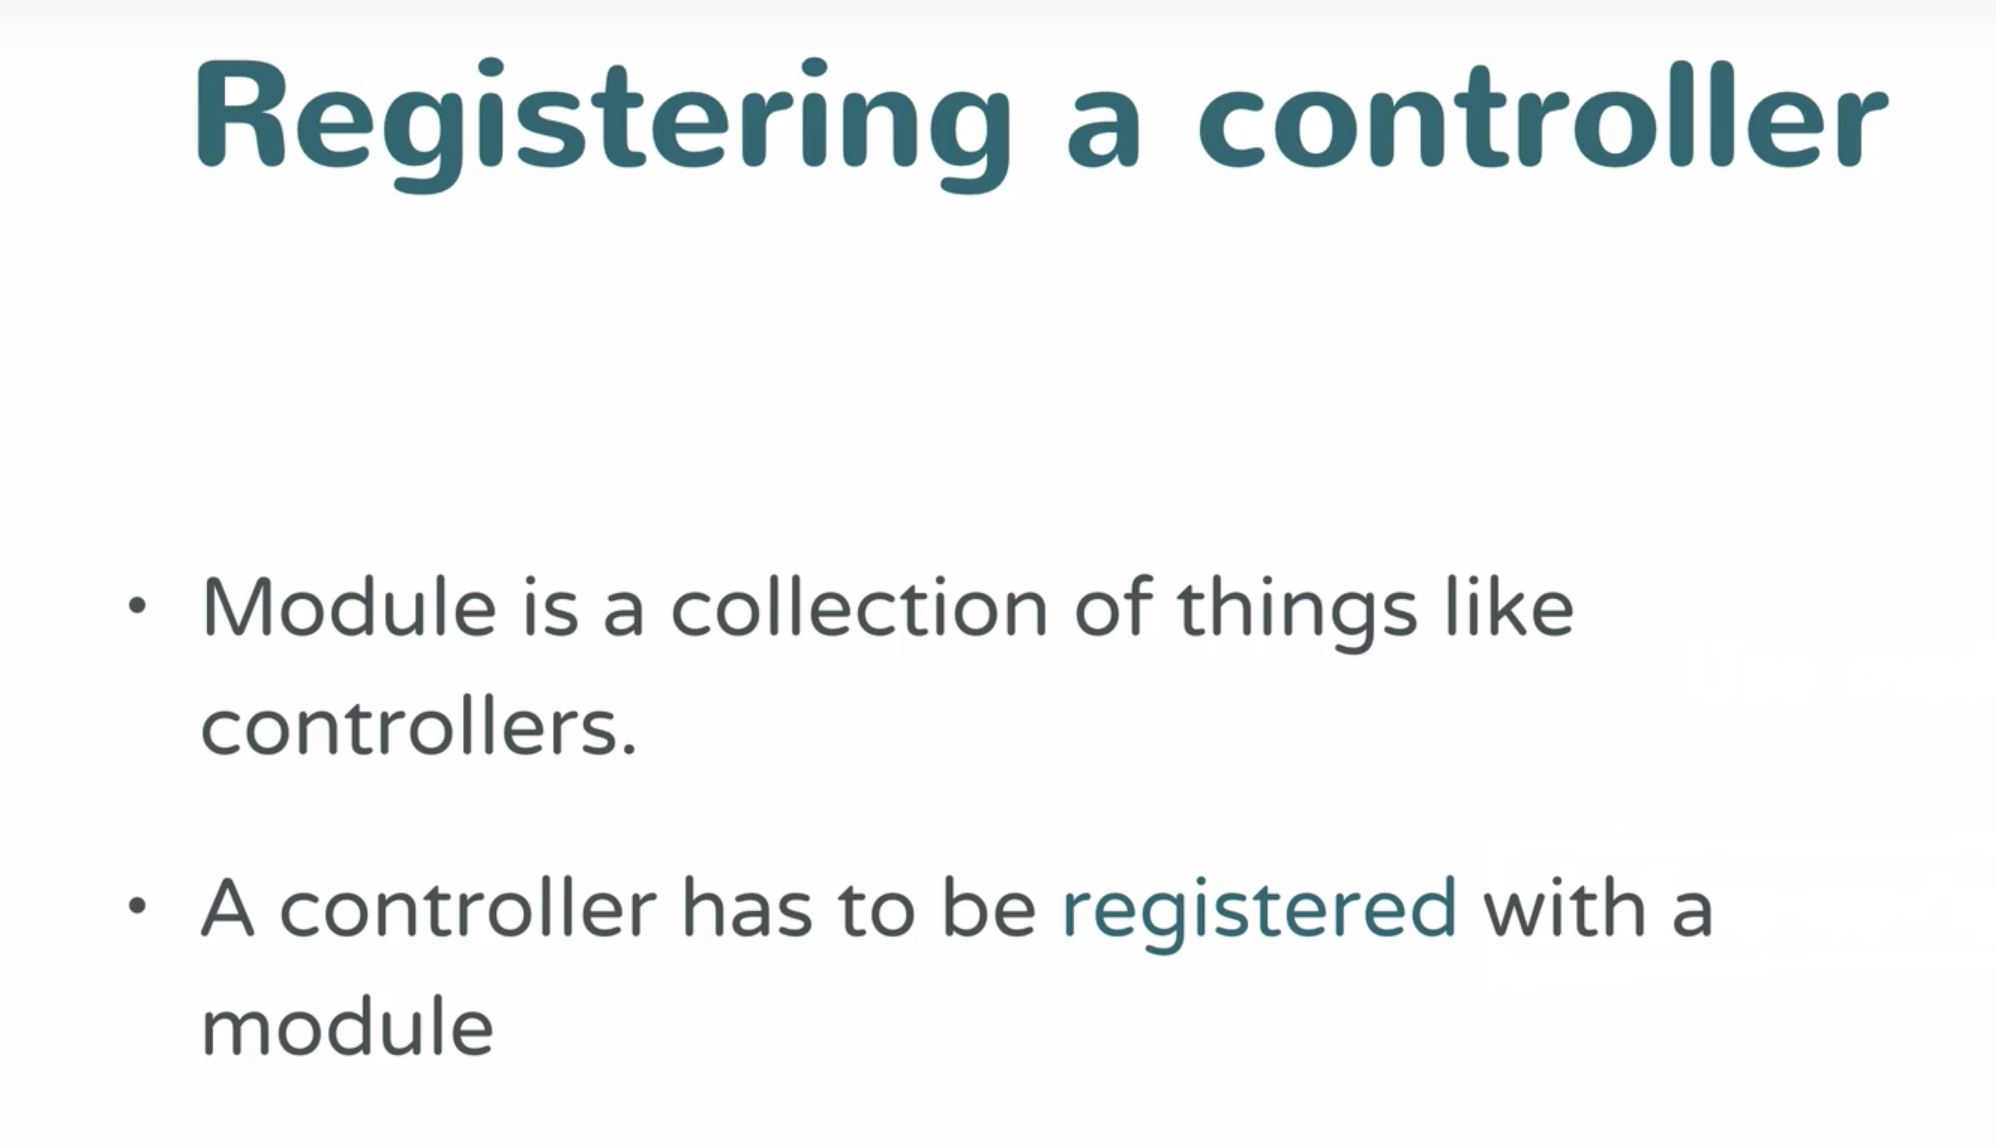 Registering a controller
• Module is a collection of things like
controllers.
• A controller has to be registered with a
module